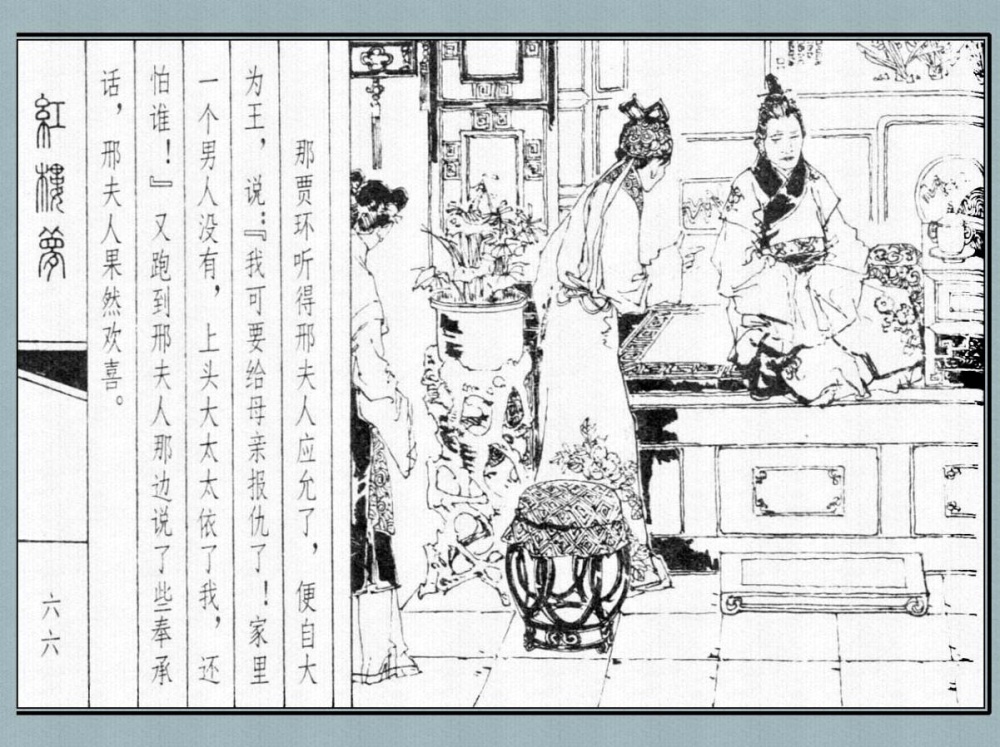 那贾环听得邢夫人应允了，便自大
为王，说：『我可要给母亲报仇了！家里
一个男人没有，上头大太太依了我，还
怕谁！』又跑到邢夫人那边说了些奉承
话，邢夫人果然欢喜。
紅樓夢
六六